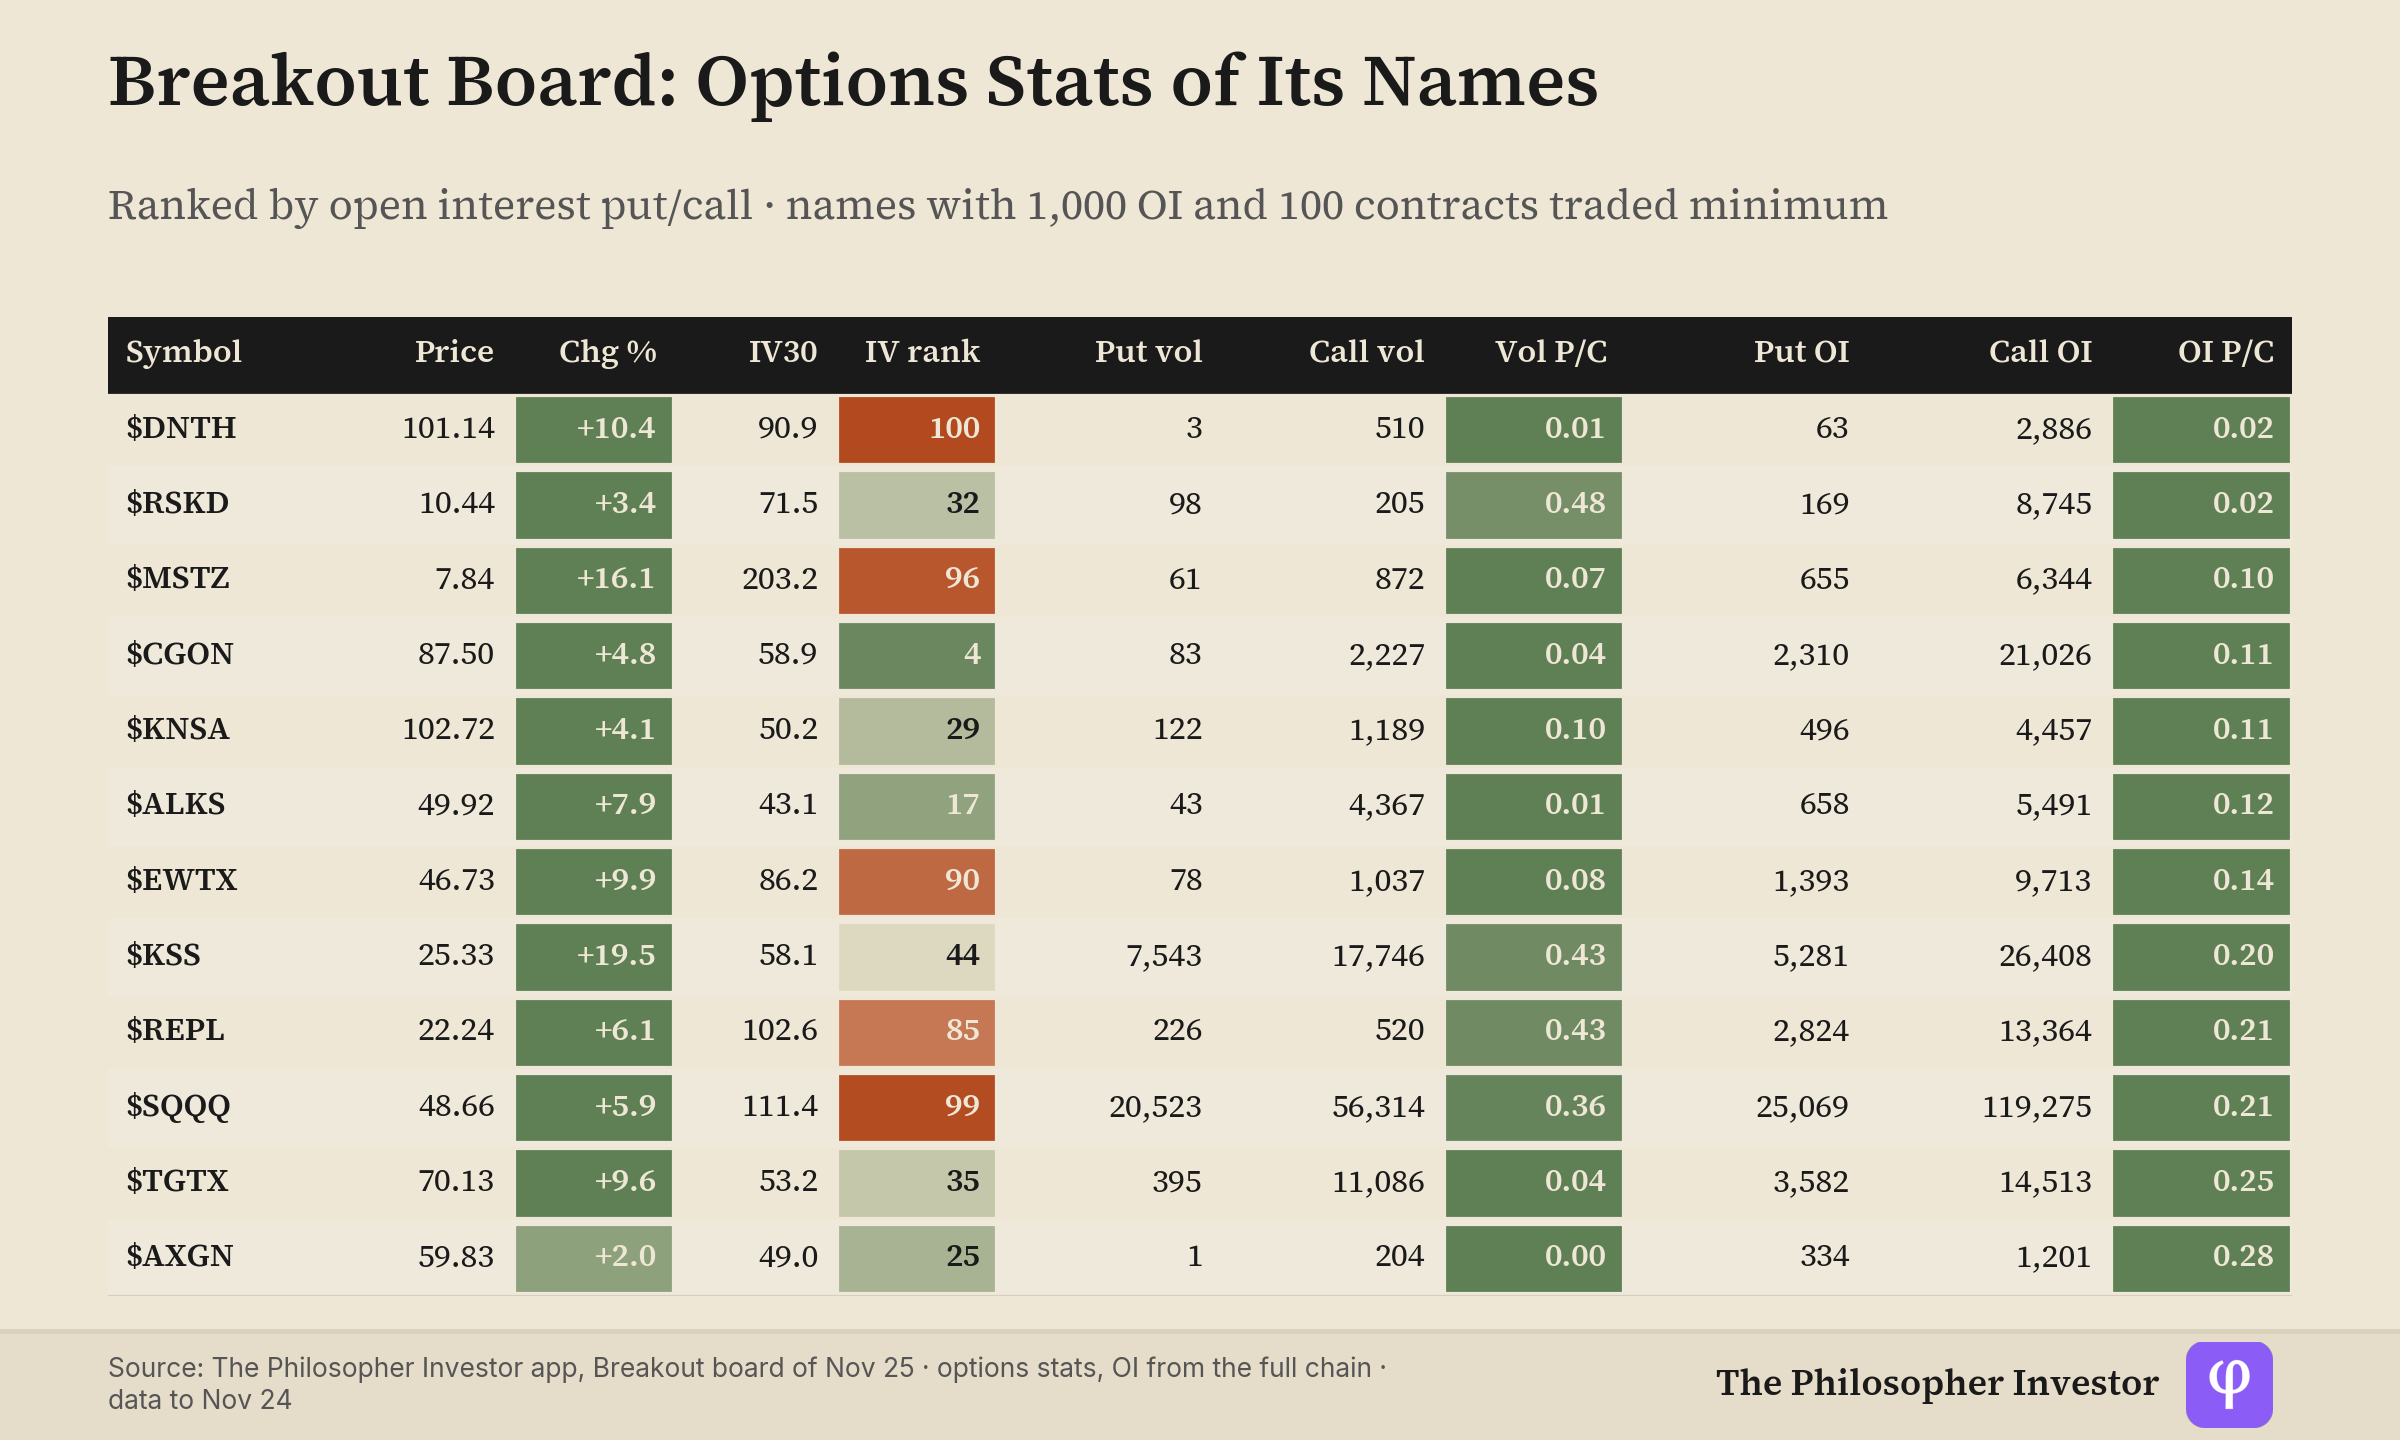 Breakout Board: Options Stats of Its Names
Ranked by open interest put/call · names with 1,000 OI and 100 contracts traded minimum
Symbol Price Chg % IV30 IV rank Put vol Call vol Vol P/C Put OI Call OI OI P/C
$DNTH 101.14 +10.4 90.9 100 3 510 0.01 63 2,886 0.02
$RSKD 10.44 +3.4 71.5 32 98 205 0.48 169 8,745 0.02
$MSTZ 7.84 +16.1 203.2 96 61 872 0.07 655 6,344 0.10
$CGON 87.50 +4.8 58.9 4 83 2,227 0.04 2,310 21,026 0.11
$KNSA 102.72 +4.1 50.2 29 122 1,189 0.10 496 4,457 0.11
$ALKS 49.92 +7.9 43.1 17 43 4,367 0.01 658 5,491 0.12
$EWTX 46.73 +9.9 86.2 90 78 1,037 0.08 1,393 9,713 0.14
$KSS 25.33 +19.5 58.1 44 7,543 17,746 0.43 5,281 26,408 0.20
$REPL 22.24 +6.1 102.6 85 226 520 0.43 2,824 13,364 0.21
$SQQQ 48.66 +5.9 111.4 99 20,523 56,314 0.36 25,069 119,275 0.21
$TGTX 70.13 +9.6 53.2 35 395 11,086 0.04 3,582 14,513 0.25
$AXGN 59.83 +2.0 49.0 25 1 204 0.00 334 1,201 0.28
Source: The Philosopher Investor app, Breakout board of Nov 25 · options stats, OI from the full chain ·
data to Nov 24
The Philosopher Investor φ